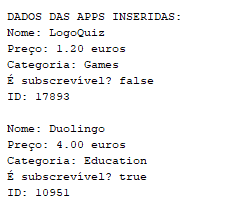 DADOS DAS APPS INSERIDAS:
Nome: LogoQuiz
Preço: 1.20 euros
Categoria: Games
É subscrevível? false
ID: 17893

Nome: Duolingo
Preço: 4.00 euros
Categoria: Education
É subscrevível? true
ID: 10951